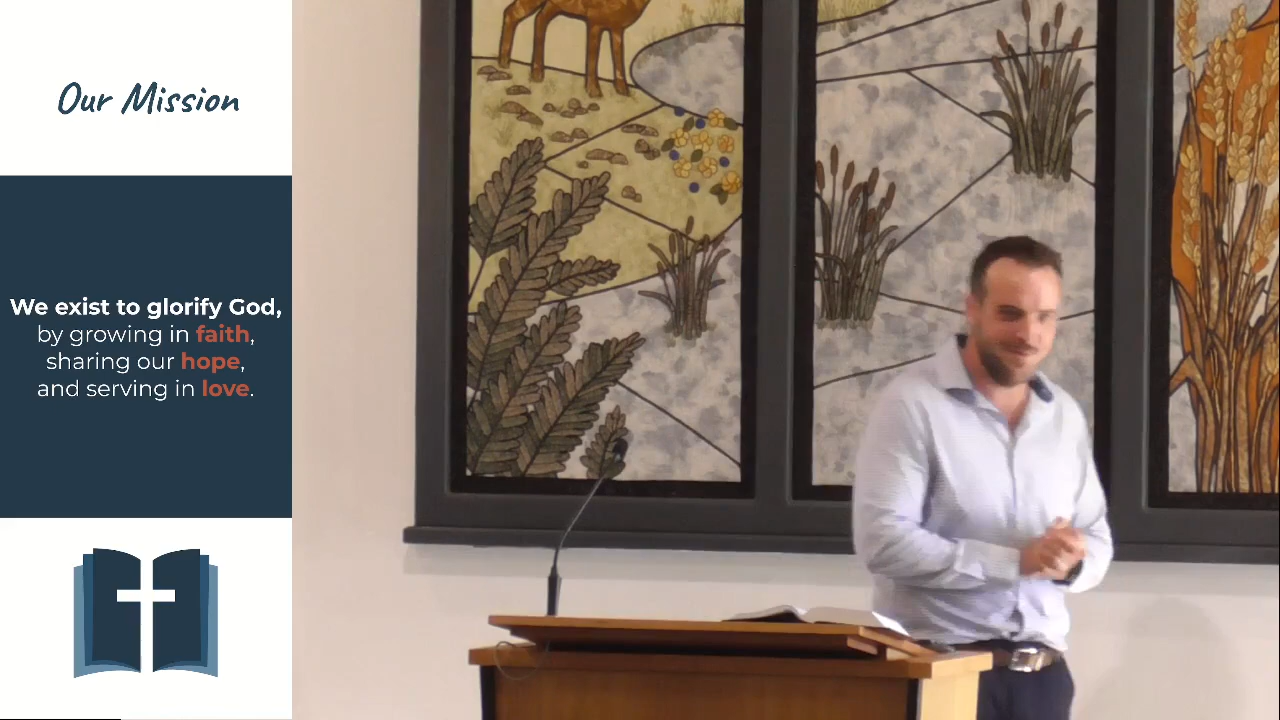 Our Mission
We exist to glorify God,
by growing in faith,
sharing our hope,
and serving in love.